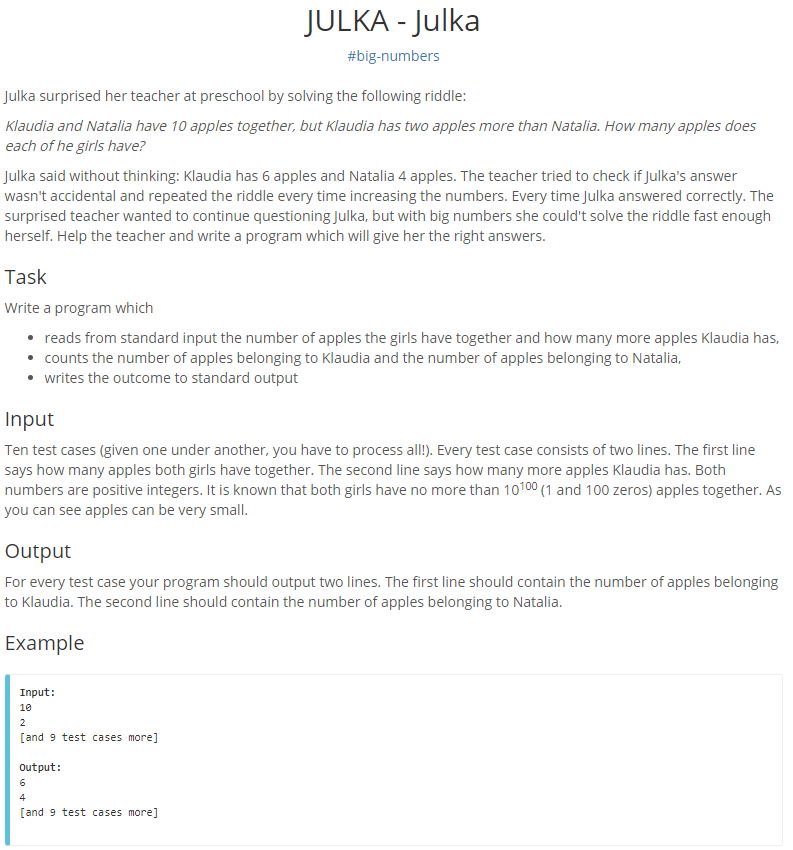 JULKA - Julka
#big-numbers
Julka surprised her teacher at preschool by solving the following riddle:
Klaudia and Natalia have 10 apples together, but Klaudia has two apples more than Natalia. How many apples does
each of he girls have?
Julka said without thinking: Klaudia has 6 apples and Natalia 4 apples. The teacher tried to check if Julka's answer
wasn't accidental and repeated the riddle every time increasing the numbers. Every time Julka answered correctly. The
surprised teacher wanted to continue questioning Julka, but with big numbers she could't solve the riddle fast enough
herself. Help the teacher and write a program which will give her the right answers.
Task
Write a program which
• reads from standard input the number of apples the girls have together and how many more apples Klaudia has,
• counts the number of apples belonging to Klaudia and the number of apples belonging to Natalia,
• writes the outcome to standard output
Input
Ten test cases (given one under another, you have to process all!). Every test case consists of two lines. The first line
says how many apples both girls have together. The second line says how many more apples Klaudia has. Both
numbers are positive integers. It is known that both girls have no more than 10¹⁰⁰ (1 and 100 zeros) apples together. As
you can see apples can be very small.
Output
For every test case your program should output two lines. The first line should contain the number of apples belonging
to Klaudia. The second line should contain the number of apples belonging to Natalia.
Example
Input:
10
2
[and 9 test cases more]
Output:
6
4
[and 9 test cases more]